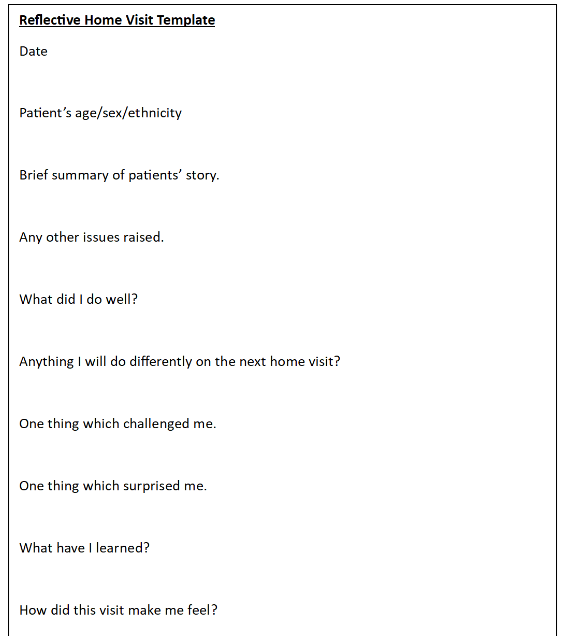 Reflective Home Visit Template
Date
Patient’s age/sex/ethnicity
Brief summary of patients’ story.
Any other issues raised.
What did I do well?
Anything I will do differently on the next home visit?
One thing which challenged me.
One thing which surprised me.
What have I learned?
How did this visit make me feel?